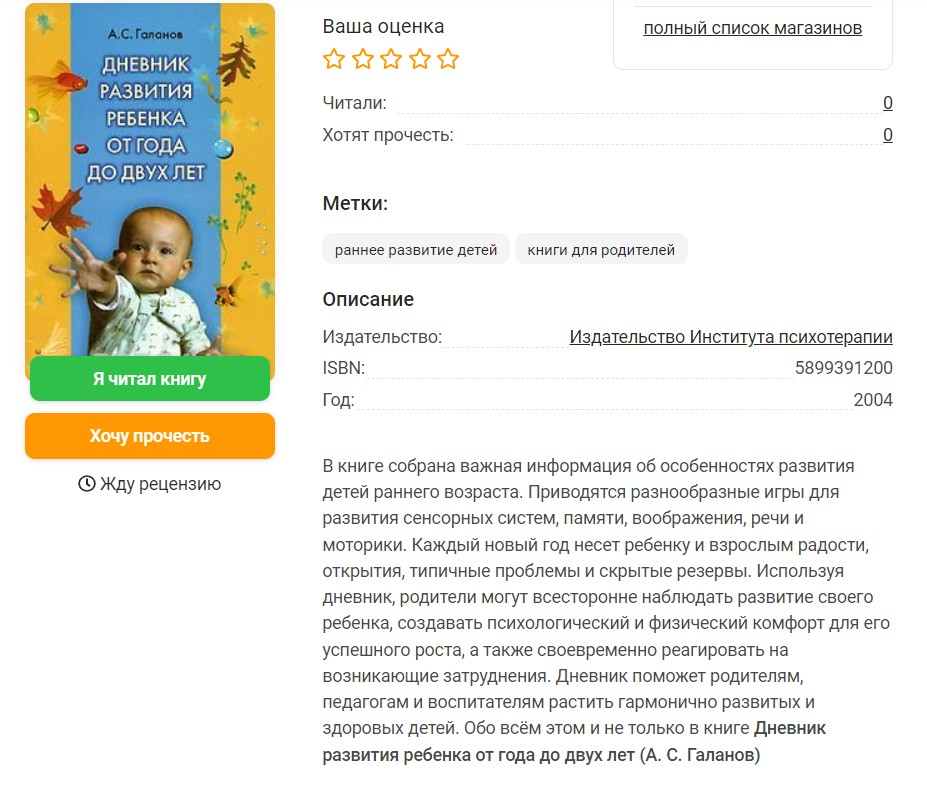 А.С. Галанов
ДНЕВНИК
РАЗВИТИЯ
РЕБЕНКА
ОТ ГОДА
ДО ДВУХ ЛЕТ
Я читал книгу
Хочу прочесть
Жду рецензию
полный список магазинов
Ваша оценка
Читали: 0
Хотят прочесть: 0
Метки:
раннее развитие детей книги для родителей
Описание
Издательство: Издательство Института психотерапии
ISBN: 5899391200
Год: 2004
В книге собрана важная информация об особенностях развития
детей раннего возраста. Приводятся разнообразные игры для
развития сенсорных систем, памяти, воображения, речи и
моторики. Каждый новый год несет ребенку и взрослым радости,
открытия, типичные проблемы и скрытые резервы. Используя
дневник, родители могут всесторонне наблюдать развитие своего
ребенка, создавать психологический и физический комфорт для его
успешного роста, а также своевременно реагировать на
возникающие затруднения. Дневник поможет родителям,
педагогам и воспитателям растить гармонично развитых и
здоровых детей. Обо всём этом и не только в книге Дневник
развития ребенка от года до двух лет (А. С. Галанов)